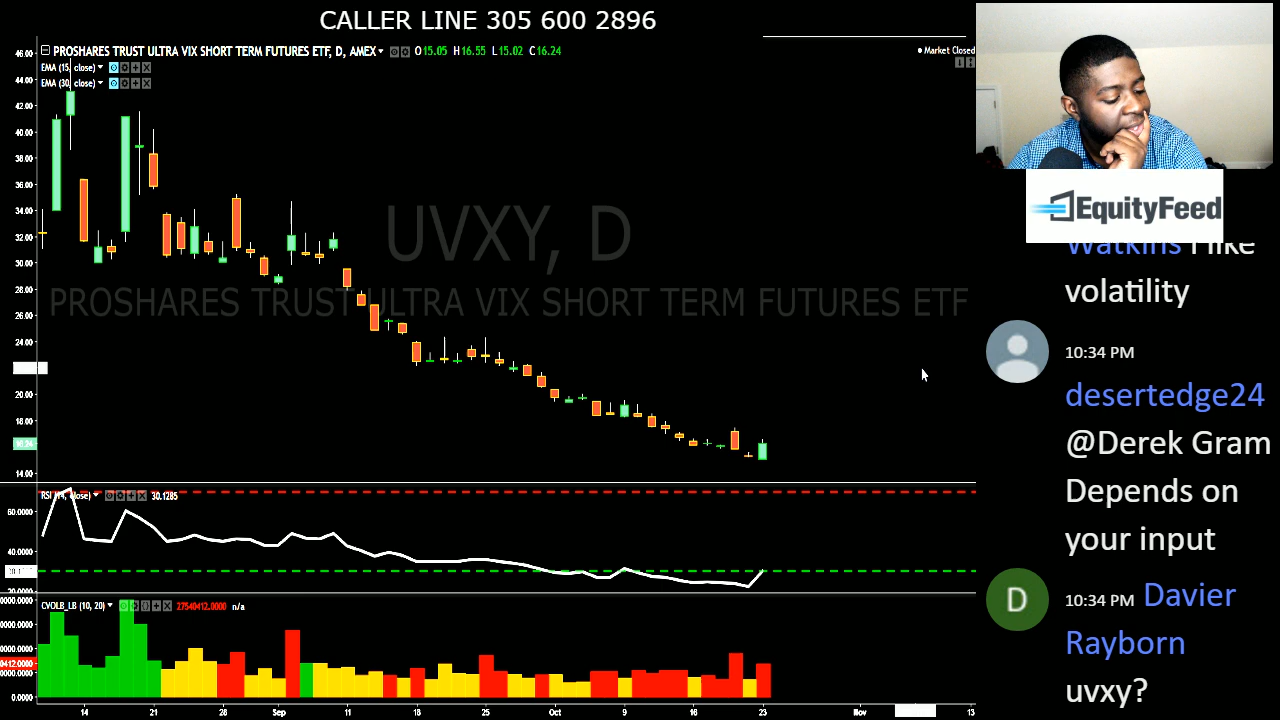 CALLER LINE 305 600 2896
PROSHARES TRUST ULTRA VIX SHORT TERM FUTURES ETF, D, AMEX
O15.05 H16.55 L15.02 C16.24
Market Closed
EMA (15, close)
EMA (30, close)
46.00
44.00
42.00
40.00
38.00
36.00
34.00
32.00
30.00
28.00
26.00
24.00
20.00
18.00
16.24
14.00
UVXY, D
PROSHARES TRUST ULTRA VIX SHORT TERM FUTURES ETF
RSI (14, close) 30.1285
40.0000
CVOLB_LB (10, 20) 27540412.0000 n/a
0.0000
14 21 28 Sep 11 18 25 Oct 9 16 23 Nov 13
EquityFeed
Watkins I like
volatility
10:34 PM
desertedge24
@Derek Gram
Depends on
your input
D
10:34 PM Davier
Rayborn
uvxy?